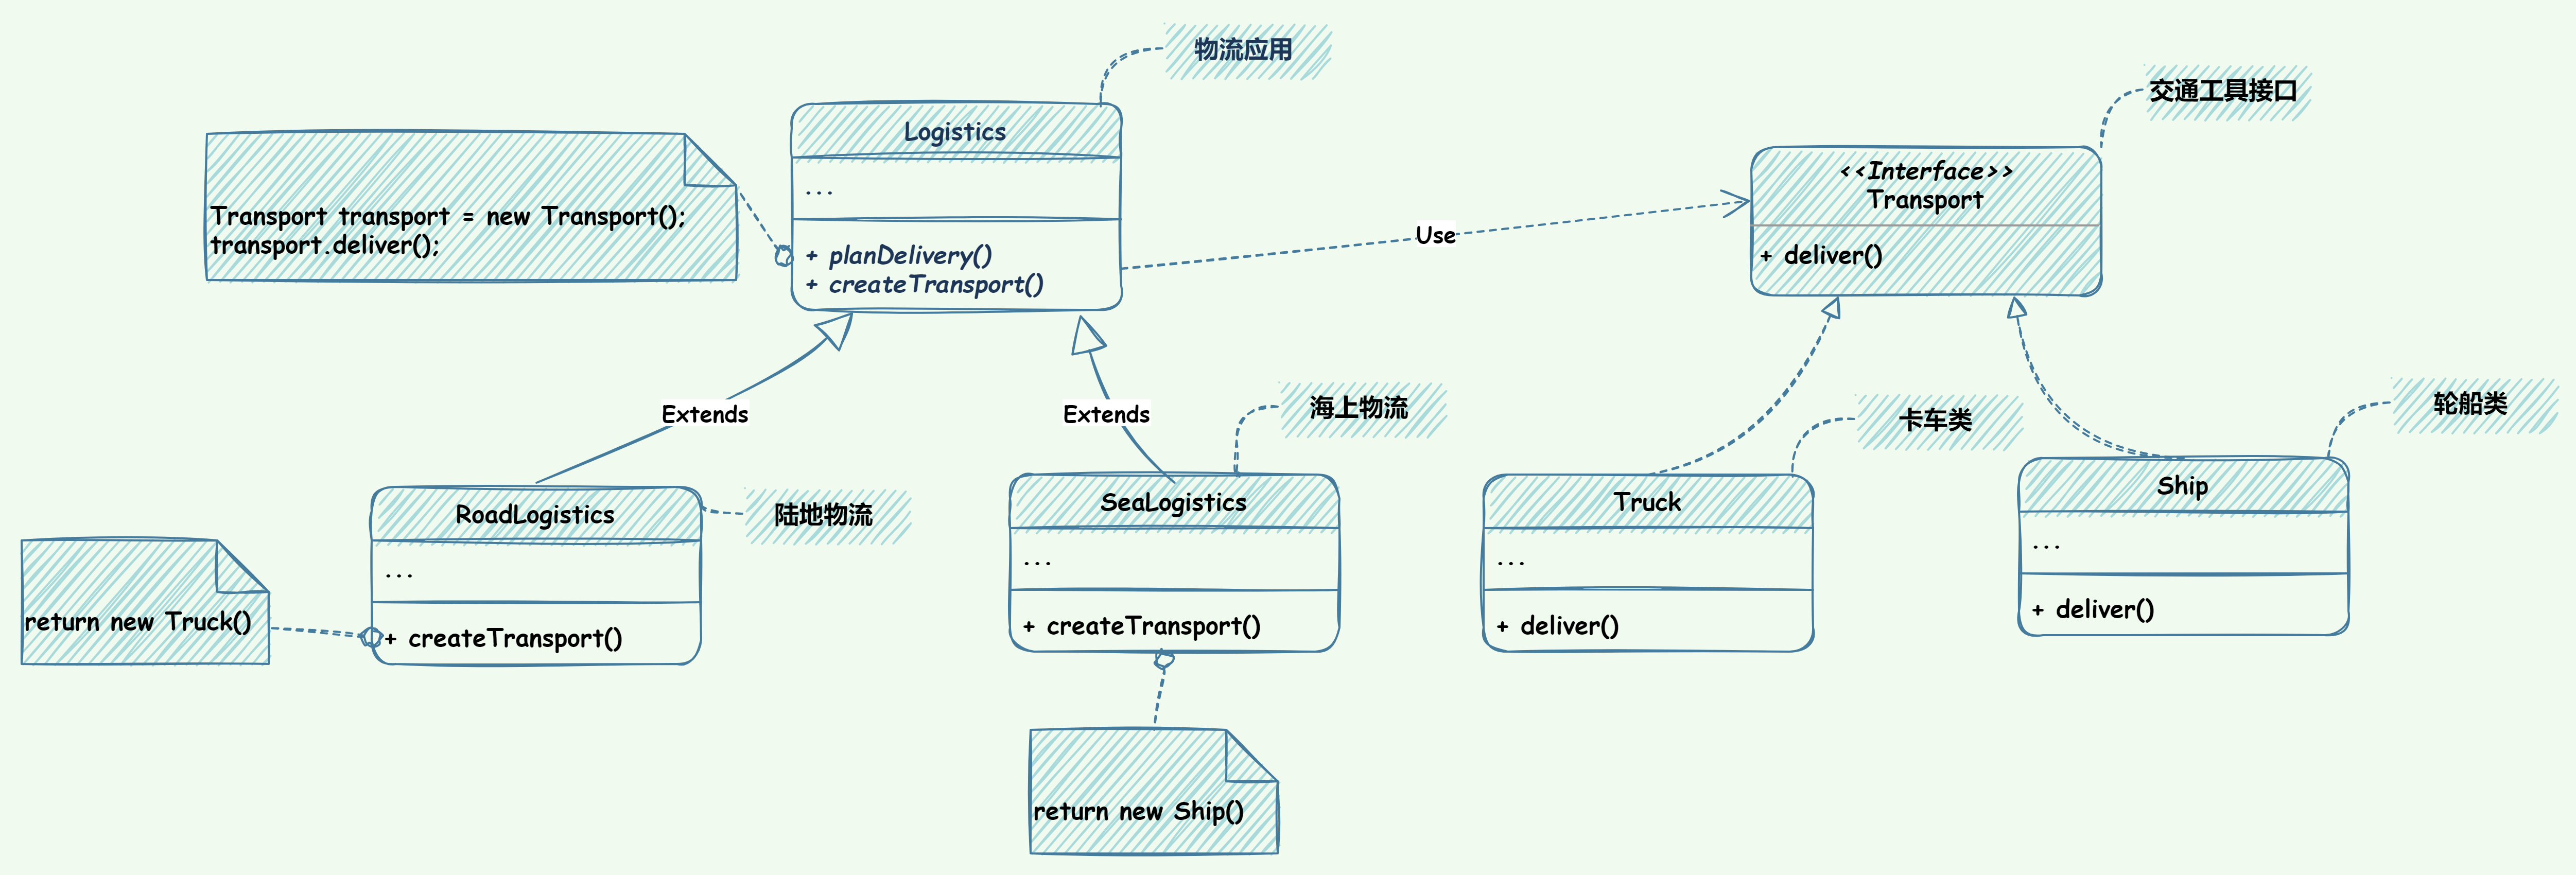 物流应用
交通工具接口
Logistics
...
+ planDelivery()
+ createTransport()
Transport transport = new Transport();
transport.deliver();
Use
<<Interface>>
Transport
+ deliver()
Extends
Extends
海上物流
卡车类
轮船类
陆地物流
RoadLogistics
...
+ createTransport()
return new Truck()
SeaLogistics
...
+ createTransport()
return new Ship()
Truck
...
+ deliver()
Ship
...
+ deliver()